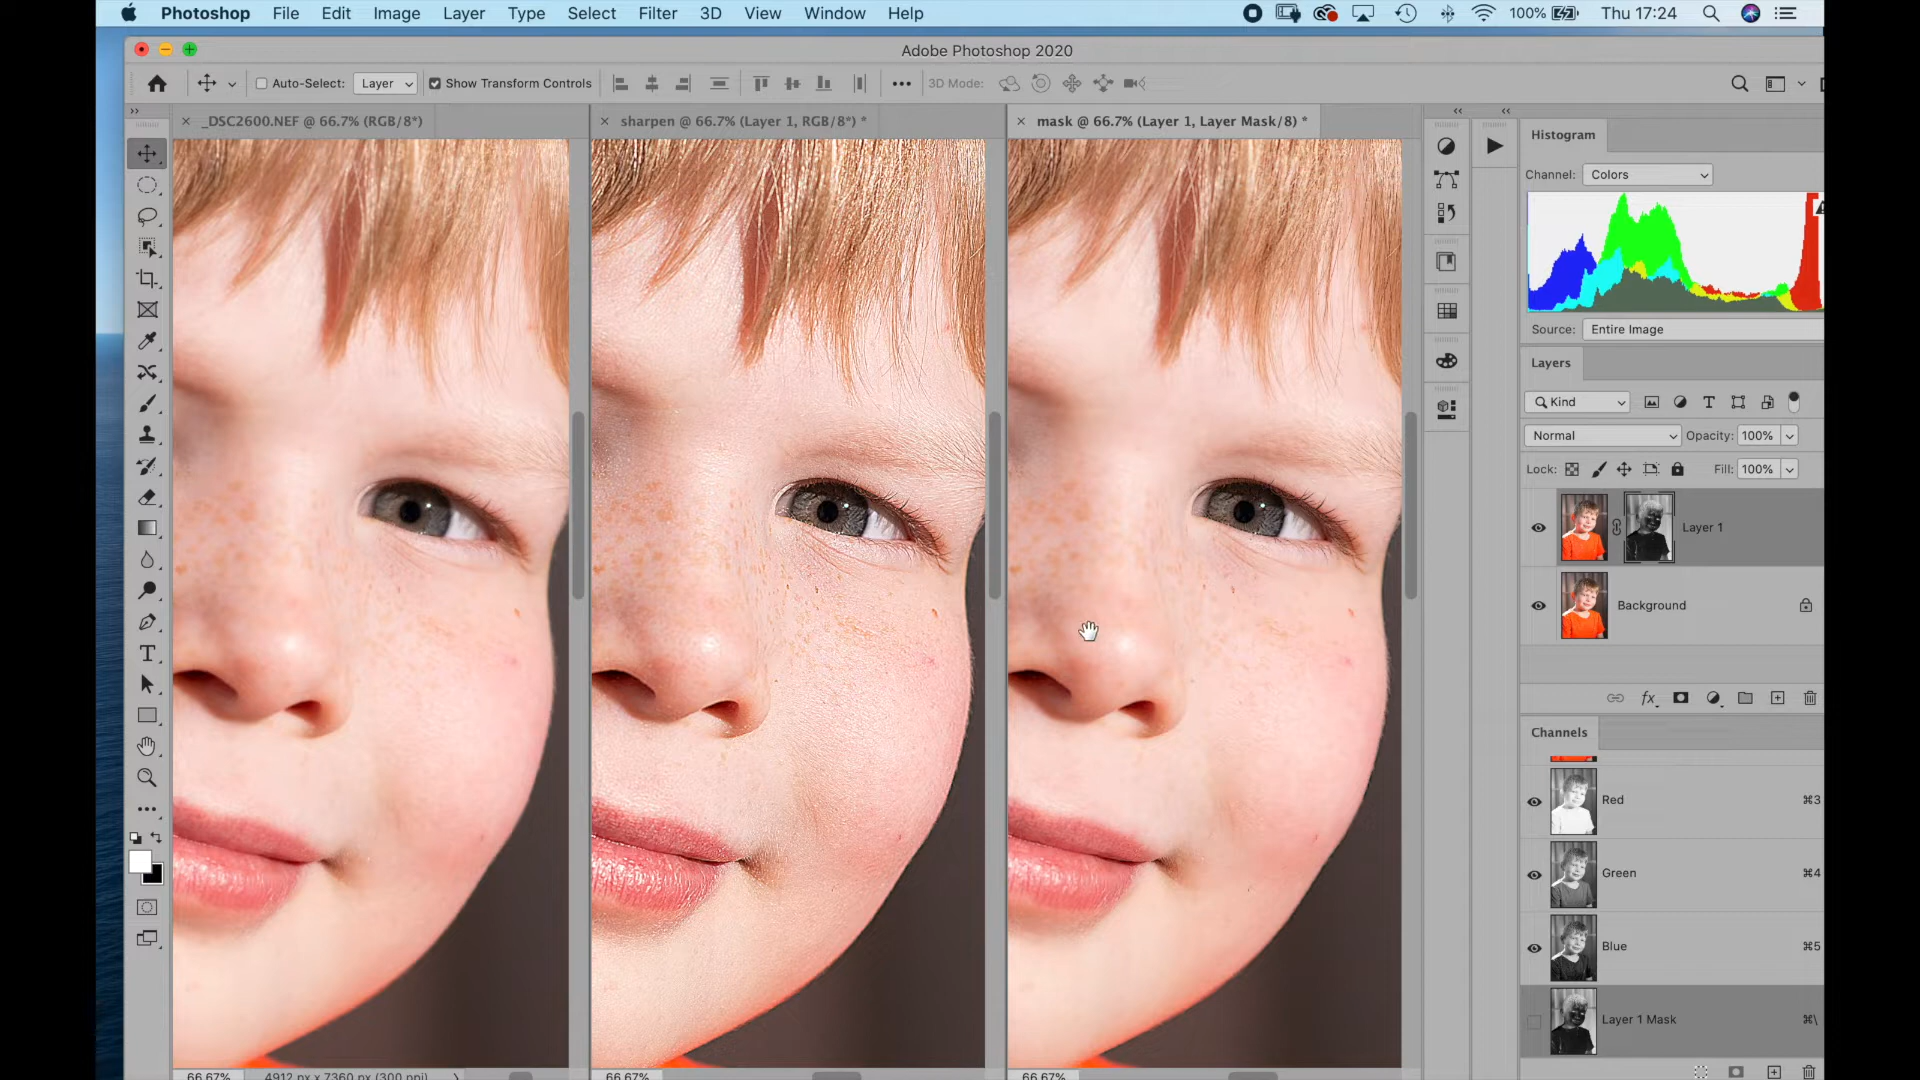 Photoshop File Edit Image Layer Type Select Filter 3D View Window Help 100% Thu 17:24
Adobe Photoshop 2020
Auto-Select: Layer Show Transform Controls 3D Mode:
_DSC2600.NEF @ 66.7% (RGB/8*) sharpen @ 66.7% (Layer 1, RGB/8*) * mask @ 66.7% (Layer 1, Layer Mask/8) *
Histogram
Channel: Colors
Source: Entire Image
Layers
Kind
Normal Opacity: 100%
Lock: Fill: 100%
Layer 1
Background
fx
Channels
Red ⌘3
Green ⌘4
Blue ⌘5
Layer 1 Mask ⌘\
66.67% 4912 px x 7360 px (300 ppi) 66.67% 66.67%